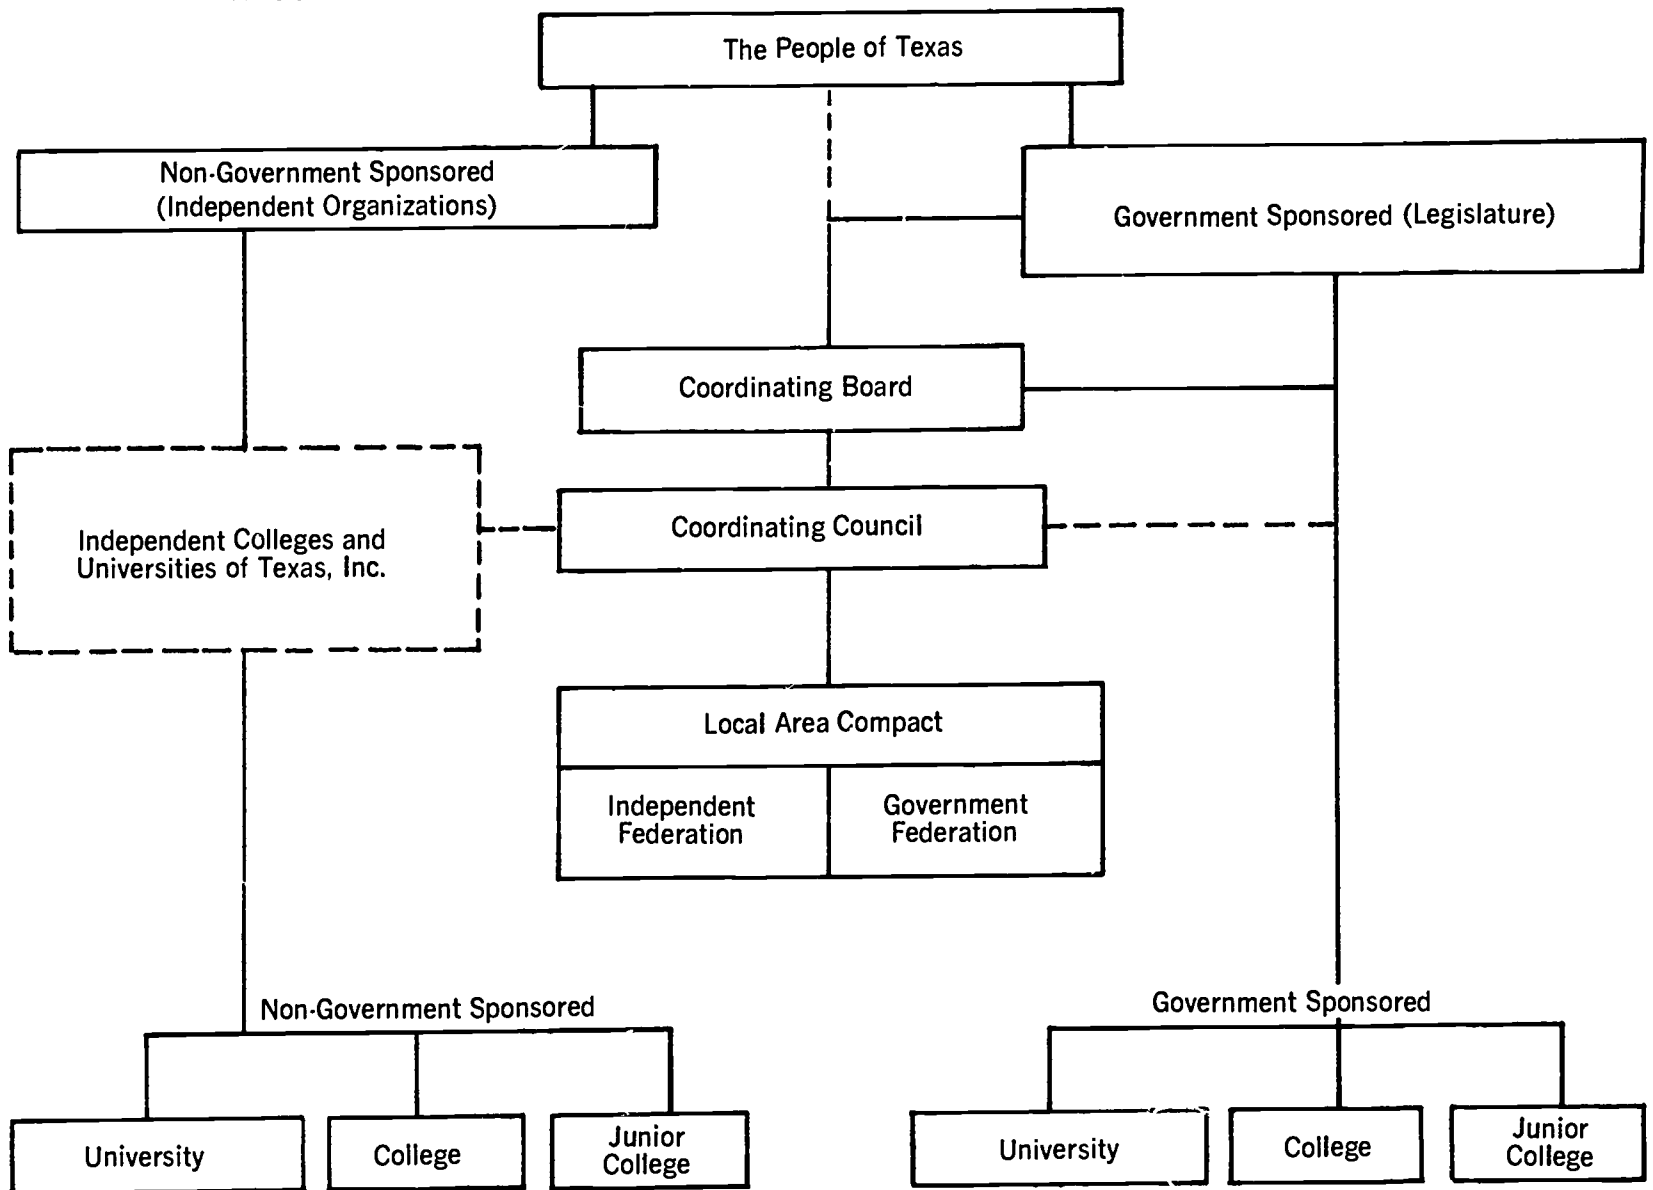 The People of Texas
Non-Government Sponsored
(Independent Organizations)
Government Sponsored (Legislature)
Coordinating Board
Coordinating Council
Independent Colleges and
Universities of Texas, Inc.
Local Area Compact
Independent
Federation
Government
Federation
Non-Government Sponsored
Government Sponsored
University
College
Junior
College
University
College
Junior
College